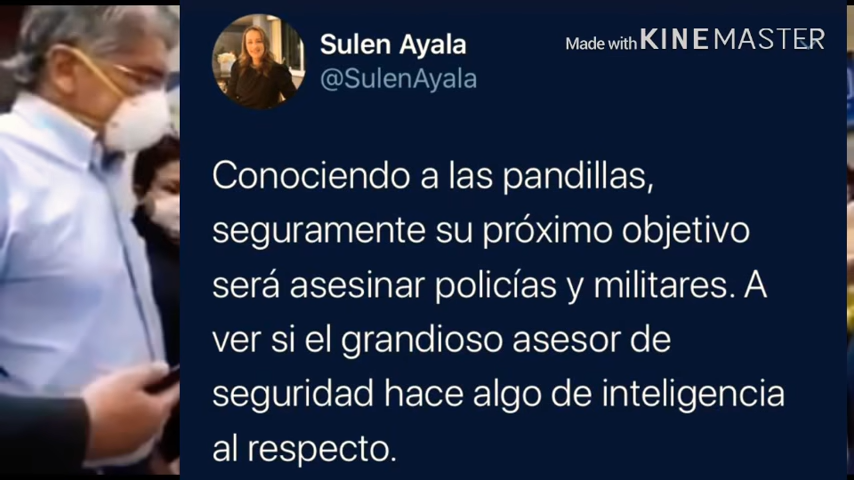 Sulen Ayala
Made with KINEMASTER
@SulenAyala
Conociendo a las pandillas,
seguramente su próximo objetivo
será asesinar policías y militares. A
ver si el grandioso asesor de
seguridad hace algo de inteligencia
al respecto.